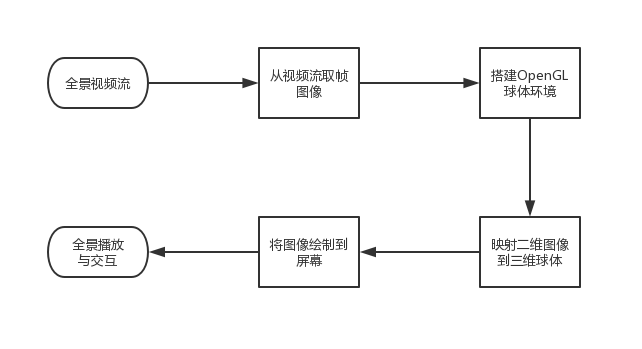 全景视频流
从视频流取帧
图像
搭建OpenGL
球体环境
映射二维图像
到三维球体
将图像绘制到
屏幕
全景播放
与交互